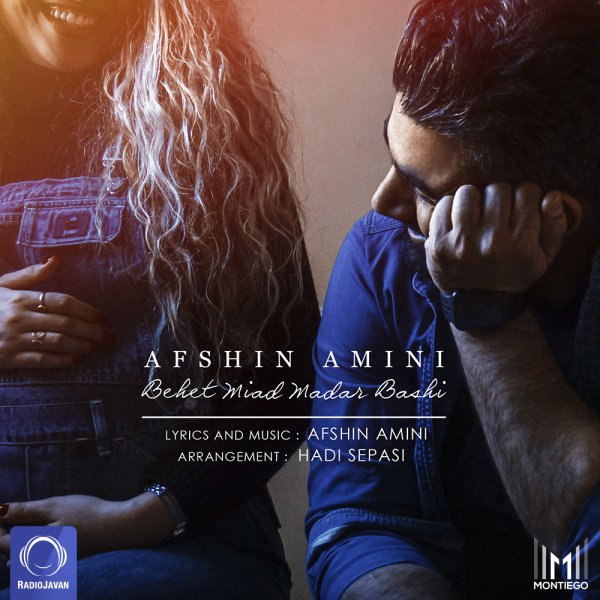 AFSHIN AMINI
Behet Miad Madar Bashi
LYRICS AND MUSIC : AFSHIN AMINI
ARRANGEMENT : HADI SEPASI
RADIOJAVAN
MONTIEGO